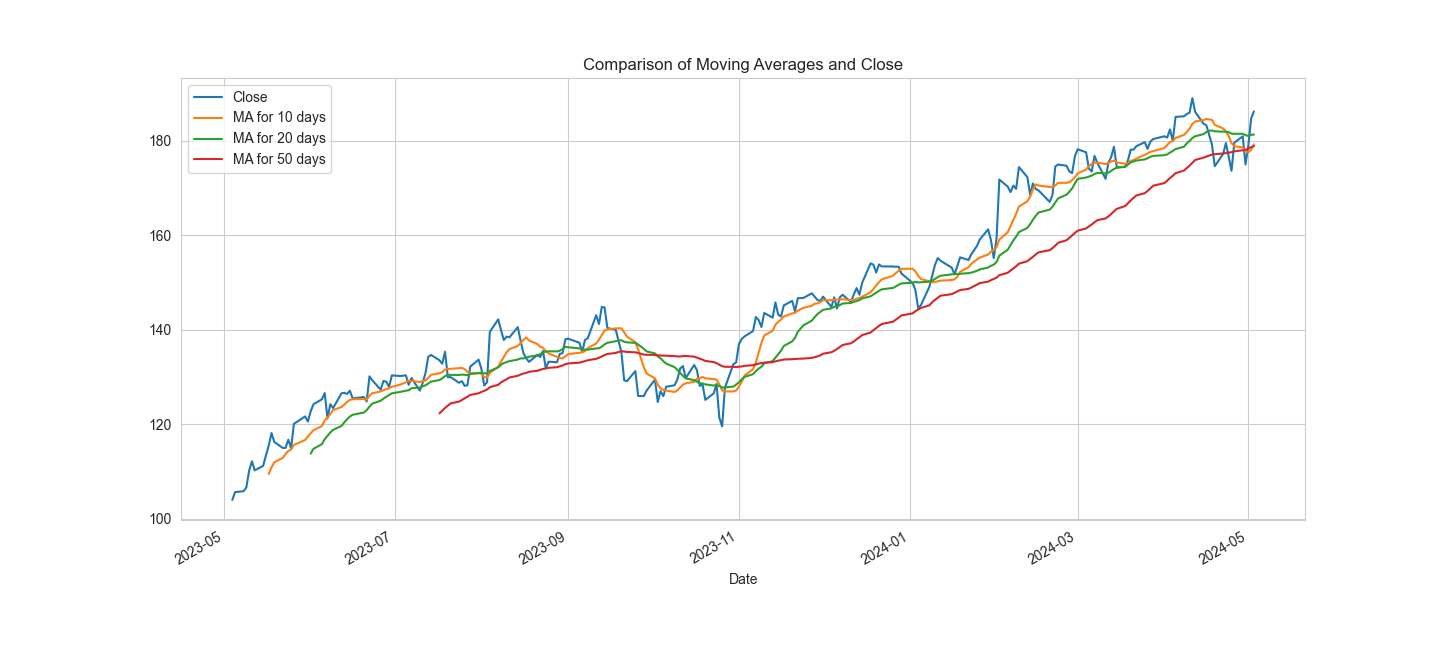 Comparison of Moving Averages and Close
Close
MA for 10 days
MA for 20 days
MA for 50 days
180
160
140
120
100
2023-05
2023-07
2023-09
2023-11
2024-01
2024-03
2024-05
Date